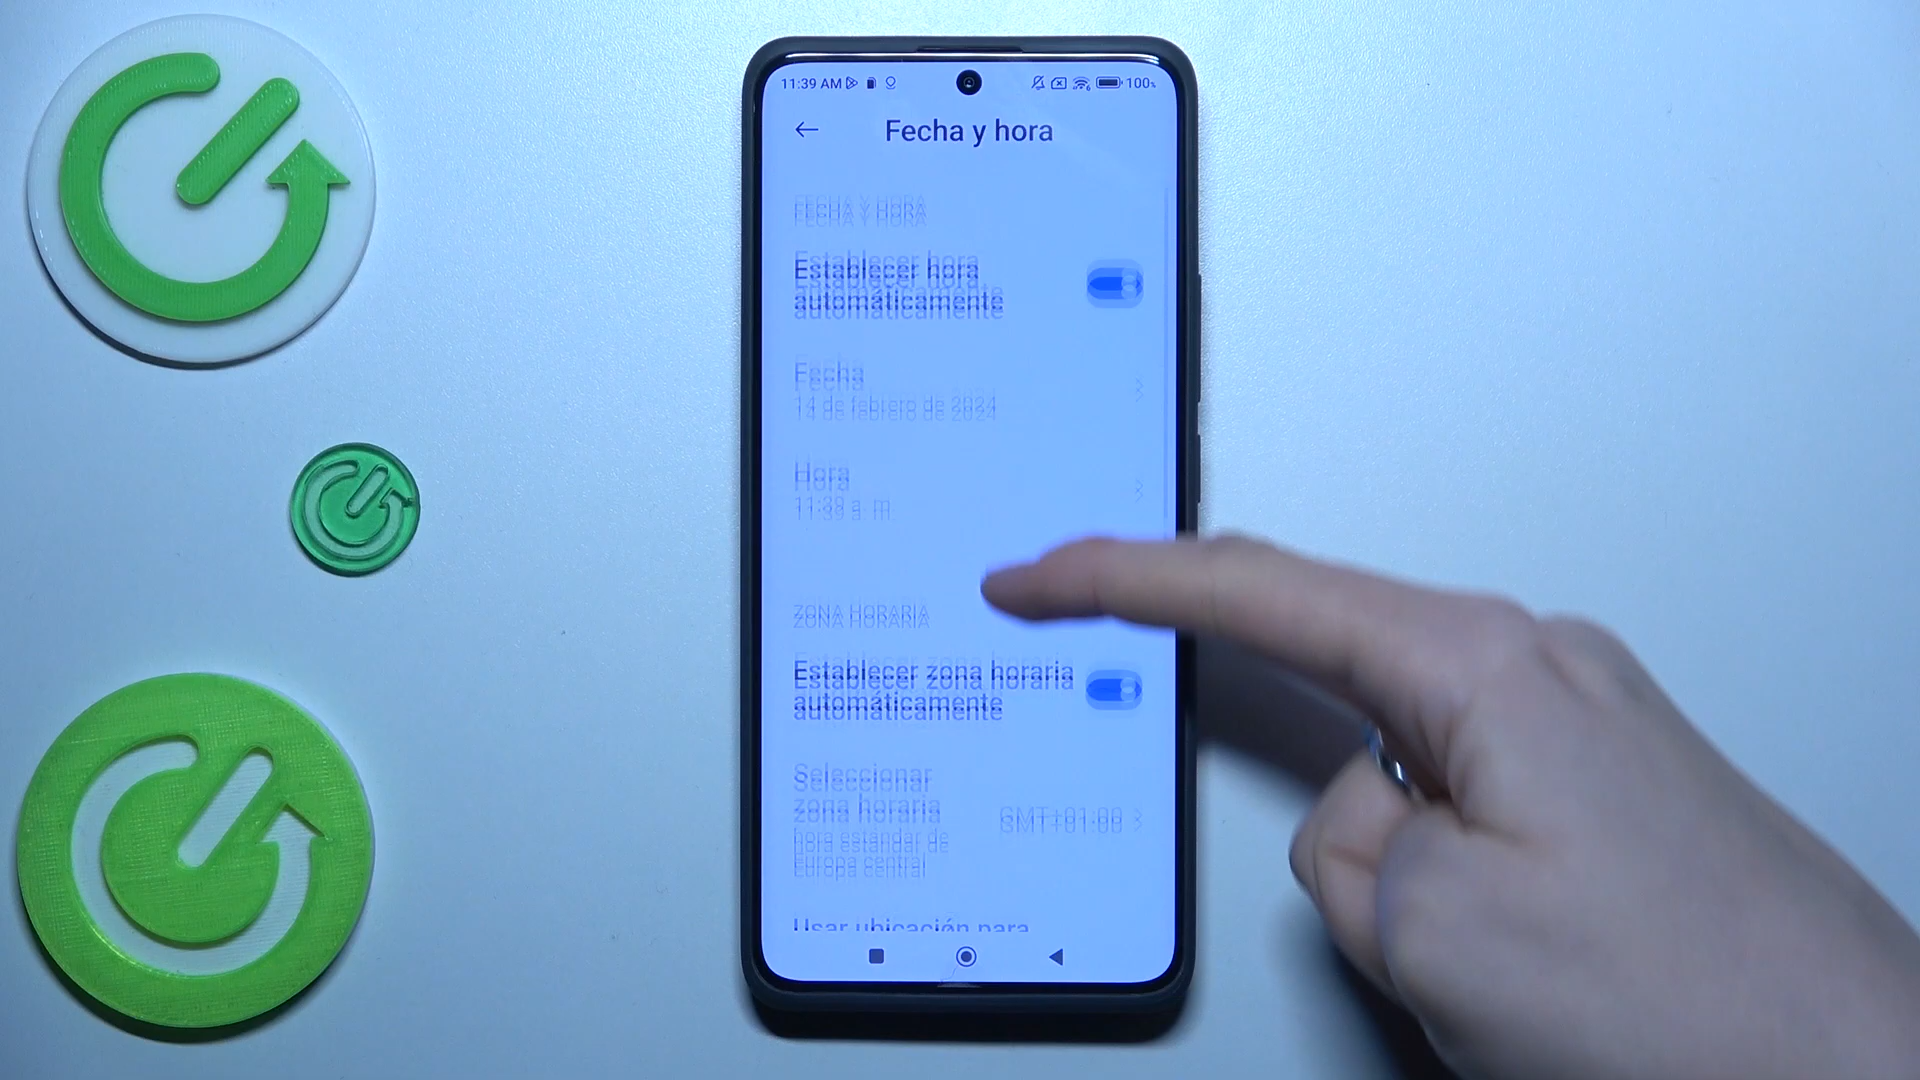 11:39 AM 100%
Fecha y hora
FECHA Y HORA
Establecer hora
automáticamente
Fecha
14 de febrero de 2024
Hora
11:39 a. m.
ZONA HORARIA
Establecer zona horaria
automáticamente
Seleccionar
zona horaria
GMT+01:00
hora estándar de
Europa central
Usar ubicación para